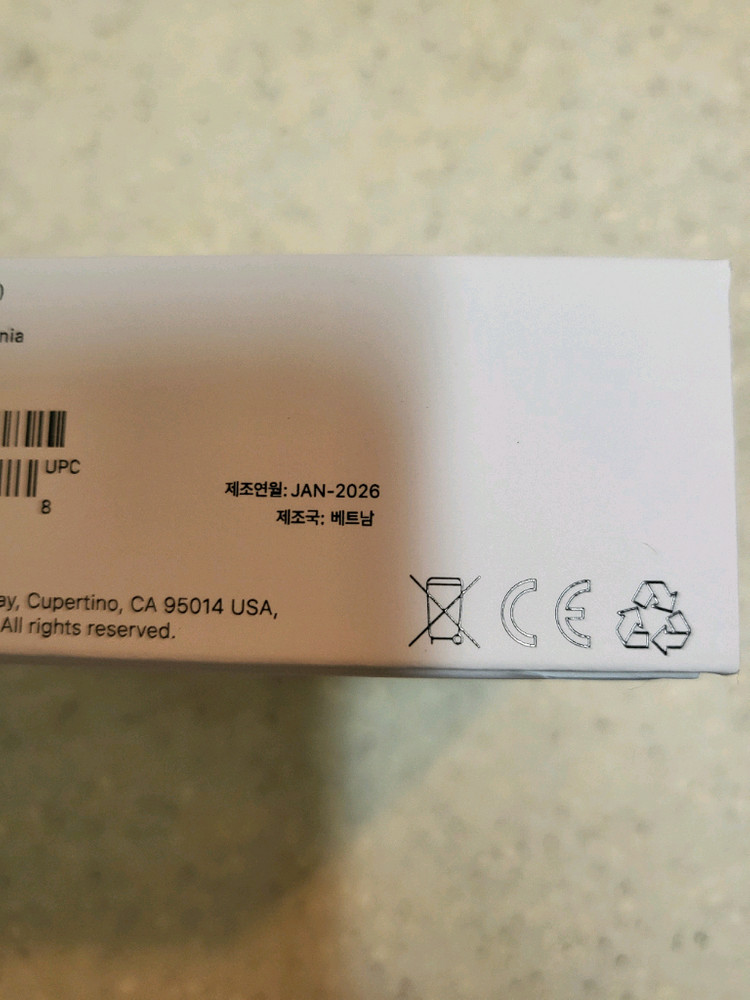 )
nia
UPC
8
제조연월: JAN-2026
제조국: 베트남
ay, Cupertino, CA 95014 USA,
All rights reserved.
CE